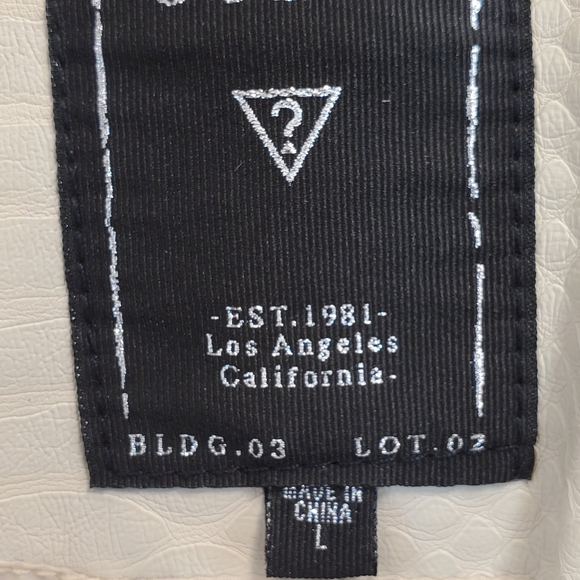 ?
-EST.1981-
Los Angeles
California-
BLDG.03 LOT.02
MADE IN
CHINA
L